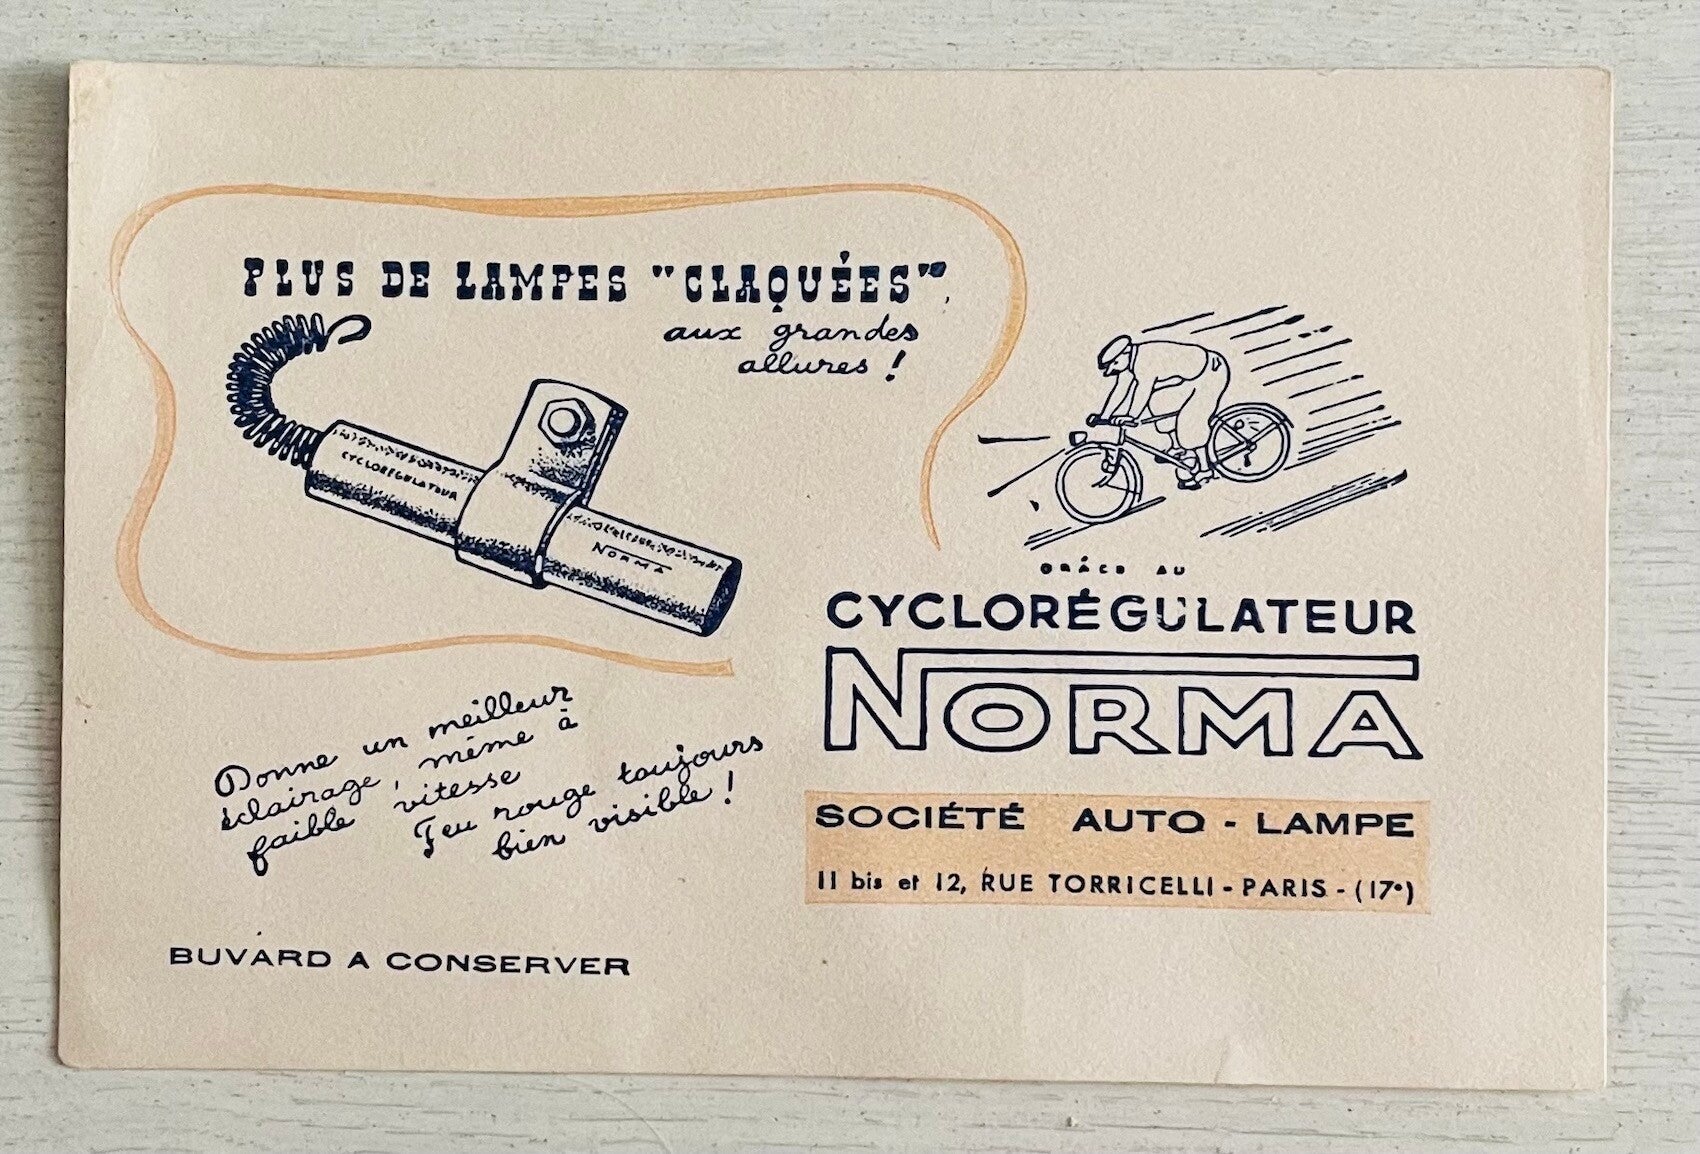 PLUS DE LAMPES "CLAQUÉES"
aux grandes
allures !
CYCLORÉGULATEUR
NORMA
GRÂCE AU
CYCLORÉGULATEUR
NORMA
Donne un meilleur
éclairage, même à
faible vitesse
Feu rouge toujours
bien visible !
SOCIÉTÉ AUTO - LAMPE
11 bis et 12, RUE TORRICELLI - PARIS - (17e)
BUVARD A CONSERVER